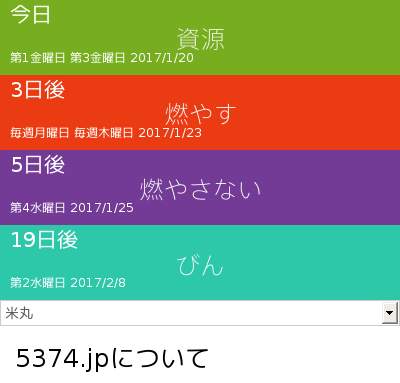 今日
資源
第1金曜日 第3金曜日 2017/1/20
3日後
燃やす
毎週月曜日 毎週木曜日 2017/1/23
5日後
燃やさない
第4水曜日 2017/1/25
19日後
びん
第2水曜日 2017/2/8
米丸
5374.jpについて